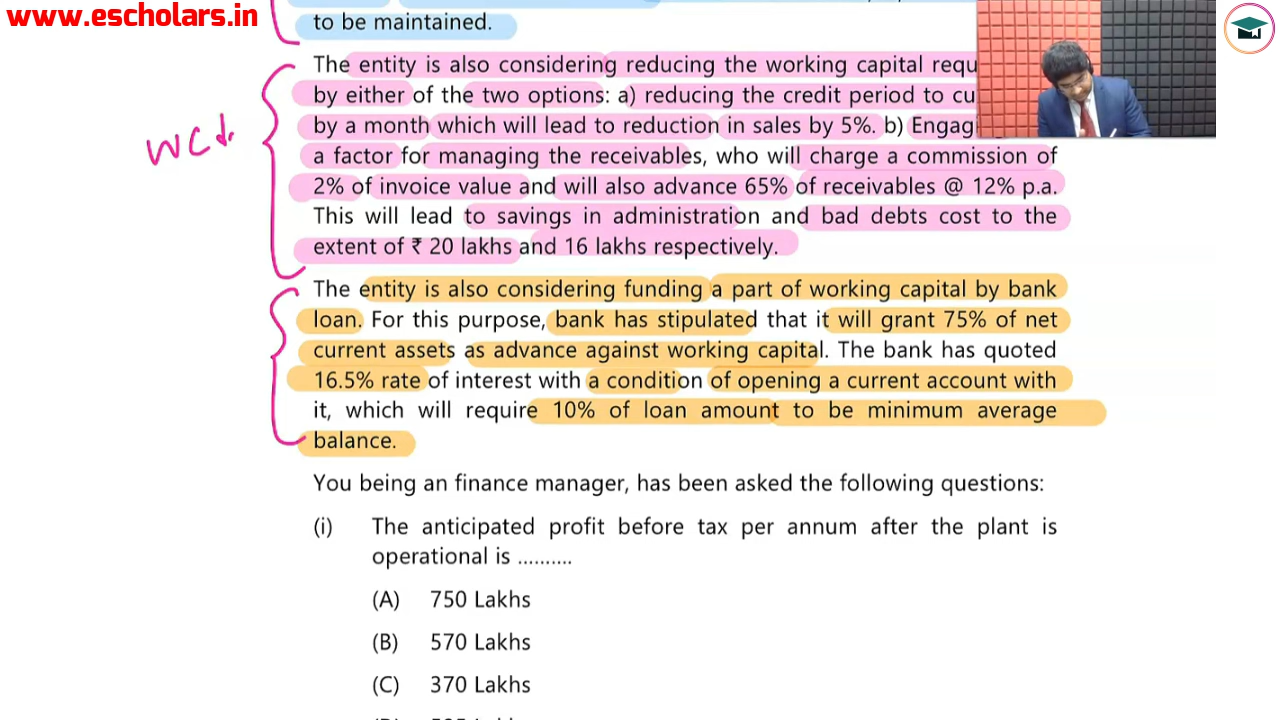 www.escholars.in
to be maintained.
The entity is also considering reducing the working capital
by either of the two options: a) reducing the credit period to
by a month which will lead to reduction in sales by 5%. b)
WC↓.
a factor for managing the receivables, who will charge a commission of
2% of invoice value and will also advance 65% of receivables @ 12% p.a.
This will lead to savings in administration and bad debts cost to the
extent of ₹ 20 lakhs and 16 lakhs respectively.
The entity is also considering funding a part of working capital by bank
loan. For this purpose, bank has stipulated that it will grant 75% of net
current assets as advance against working capital. The bank has quoted
16.5% rate of interest with a condition of opening a current account with
it, which will require 10% of loan amount to be minimum average
balance.
You being an finance manager, has been asked the following questions:
(i) The anticipated profit before tax per annum after the plant is
operational is ..........
(A) 750 Lakhs
(B) 570 Lakhs
(C) 370 Lakhs